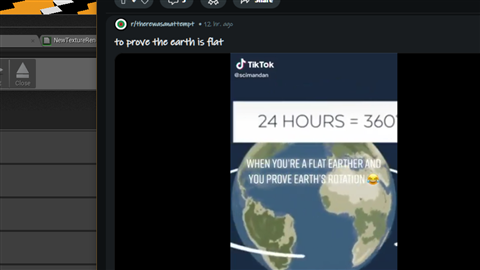 Share
r/therewasanattempt • 12 hr. ago
to prove the earth is flat
NewTextureRen
Close
TikTok
@scimandan
24 HOURS = 360°
WHEN YOU'RE A FLAT EARTHER AND
YOU PROVE EARTH'S ROTATION 😂